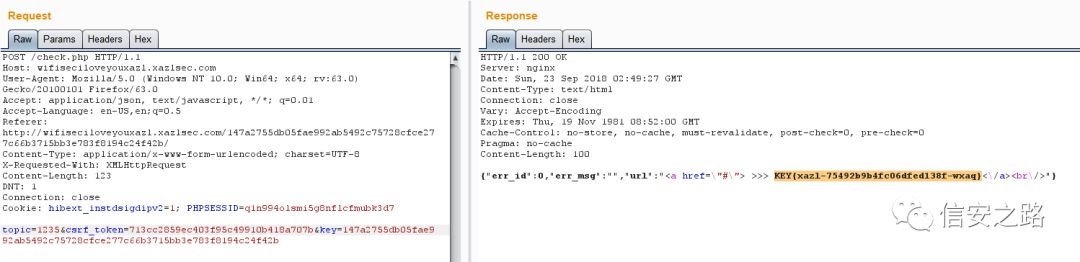 Request
Raw Params Headers Hex
POST /check.php HTTP/1.1
Host: wifiseciloveyouxazl.xazlsec.com
User-Agent: Mozilla/5.0 (Windows NT 10.0; Win64; x64; rv:63.0)
Gecko/20100101 Firefox/63.0
Accept: application/json, text/javascript, */*; q=0.01
Accept-Language: en-US,en;q=0.5
Referer:
http://wifiseciloveyouxazl.xazlsec.com/147a2755db05fae992ab5492c75728cfce27
7c66b3715bb3e783f8194c24f42b/
Content-Type: application/x-www-form-urlencoded; charset=UTF-8
X-Requested-With: XMLHttpRequest
Content-Length: 123
DNT: 1
Connection: close
Cookie: hibext_instdsigdipv2=1; PHPSESSID=q1n994olsmi5g8nflcfmubk3d7
topic=1235&csrf_token=713cc2859ec403f95c49910b418a707b&key=147a2755db05fae9
92ab5492c75728cfce277c66b3715bb3e783f8194c24f42b
Response
Raw Headers Hex
HTTP/1.1 200 OK
Server: nginx
Date: Sun, 23 Sep 2018 02:49:27 GMT
Content-Type: text/html
Connection: close
Vary: Accept-Encoding
Expires: Thu, 19 Nov 1981 08:52:00 GMT
Cache-Control: no-store, no-cache, must-revalidate, post-check=0, pre-check=0
Pragma: no-cache
Content-Length: 100
{"err_id":0,"err_msg":"","url":"<a href=\"#\"> >>> KEY{xazl-75492b9b4fc06dfed138f-wxaq}<\/a><br\/>"}
信安之路